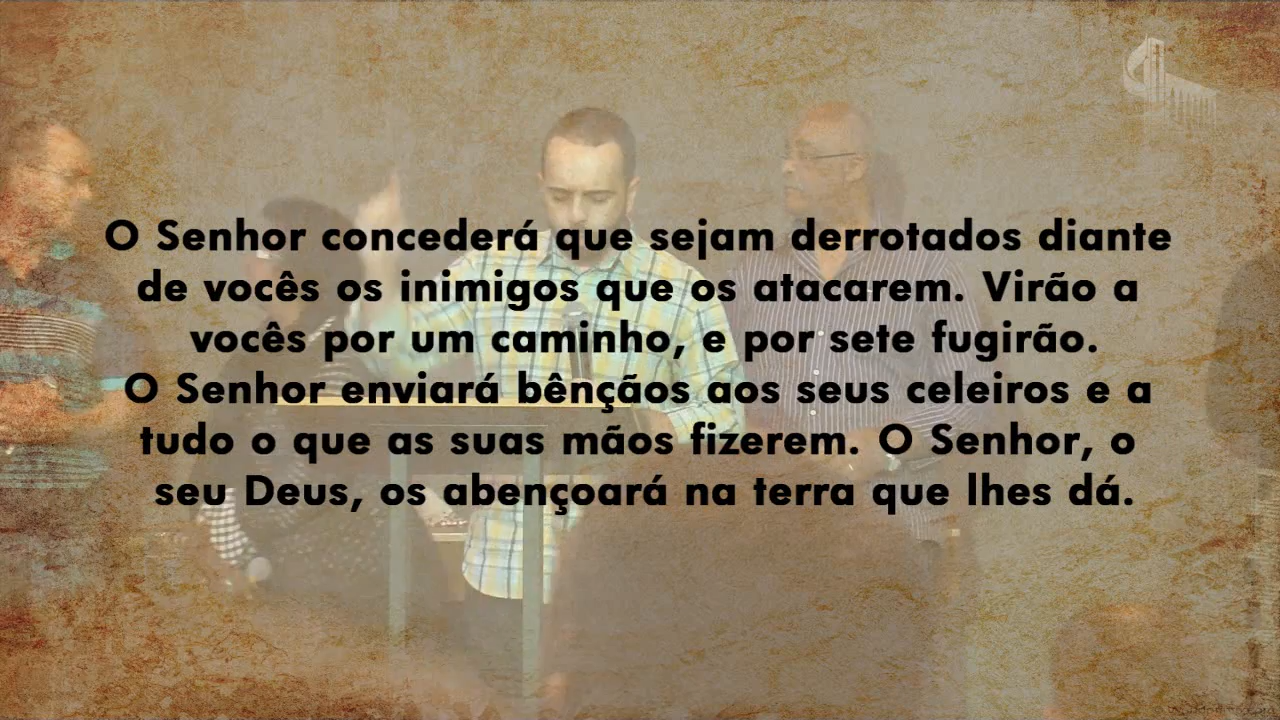 O Senhor concederá que sejam derrotados diante
de vocês os inimigos que os atacarem. Virão a
vocês por um caminho, e por sete fugirão.
O Senhor enviará bênçãos aos seus celeiros e a
tudo o que as suas mãos fizerem. O Senhor, o
seu Deus, os abençoará na terra que lhes dá.